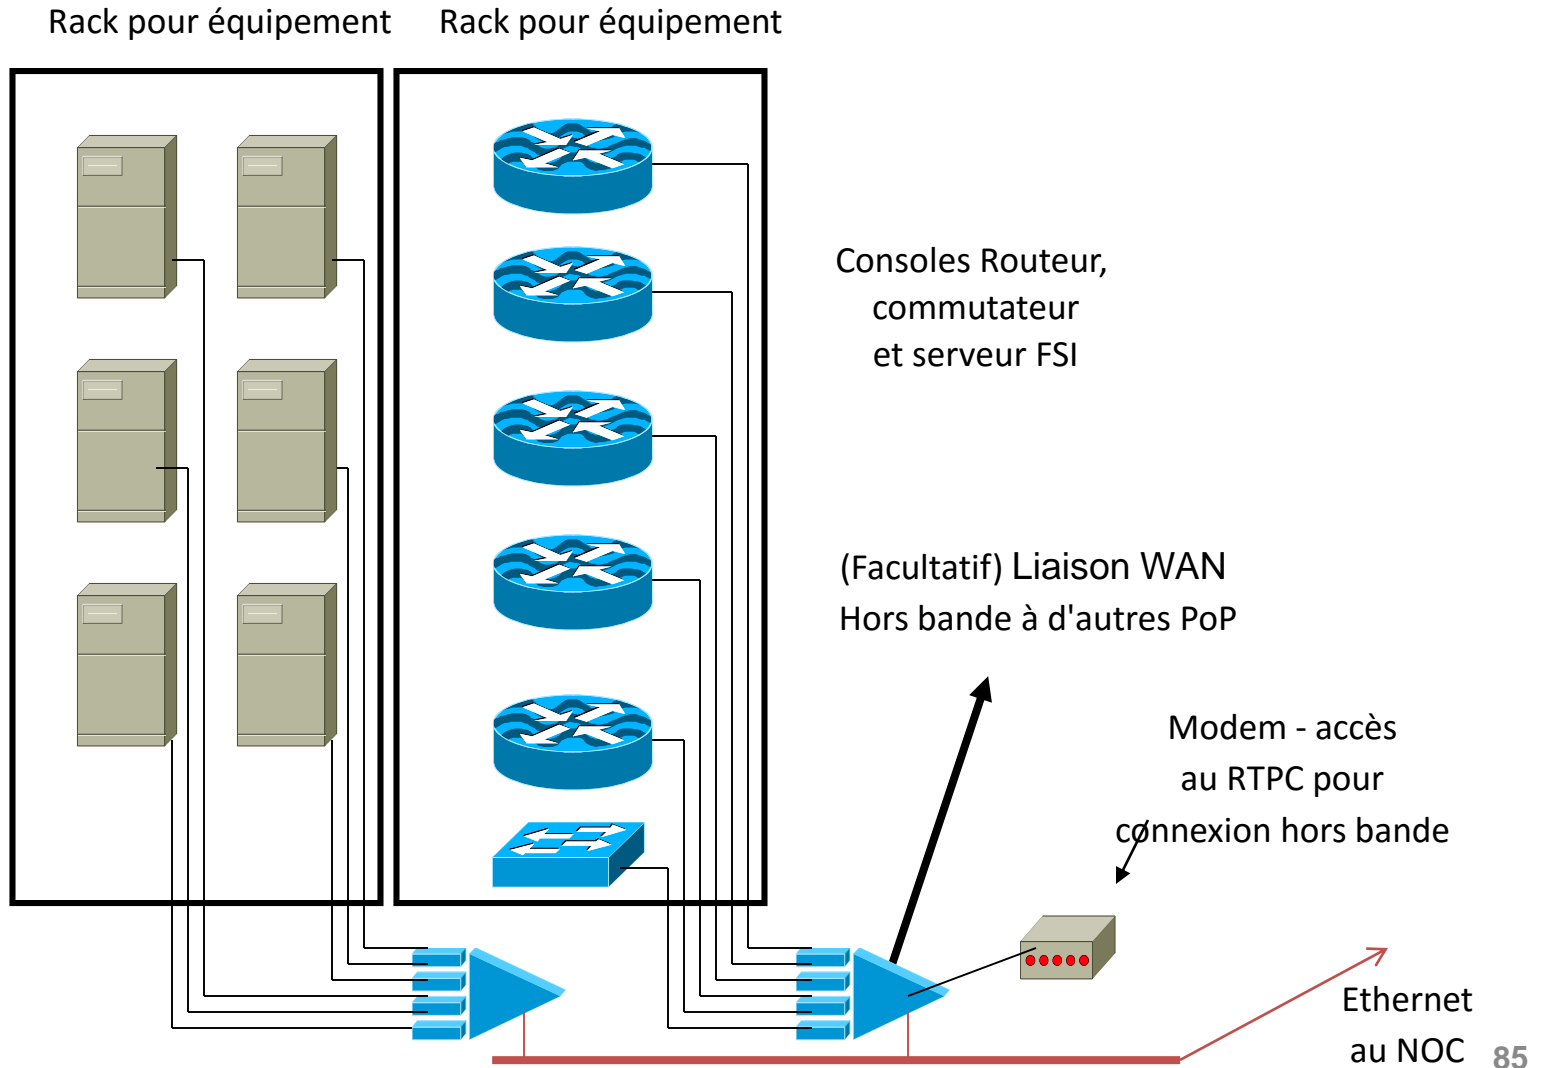 Rack pour équipement
Rack pour équipement
Consoles Routeur,
commutateur
et serveur FSI
(Facultatif) Liaison WAN
Hors bande à d'autres PoP
Modem - accès
au RTPC pour
connexion hors bande
Ethernet
au NOC
85